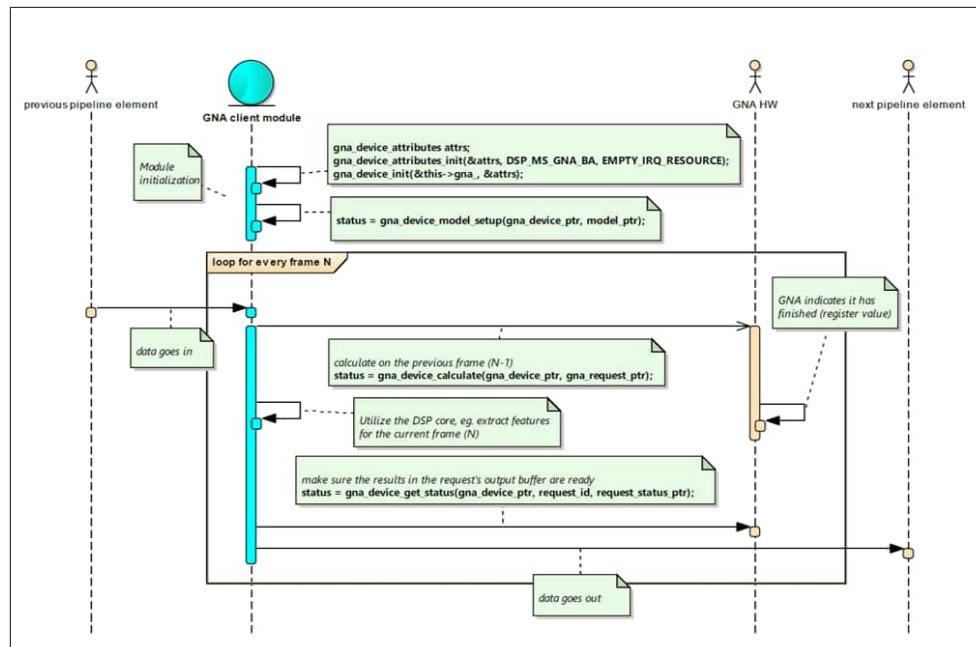 previous pipeline element
GNA client module
GNA HW
next pipeline element
gna_device_attributes attrs;
gna_device_attributes_init(&attrs, DSP_MS_GNA_BA, EMPTY_IRQ_RESOURCE);
gna_device_init(&this->gna_, &attrs);
Module
initialization
status = gna_device_model_setup(gna_device_ptr, model_ptr);
loop for every frame N
GNA indicates it has
finished (register value)
data goes in
calculate on the previous frame (N-1)
status = gna_device_calculate(gna_device_ptr, gna_request_ptr);
Utilize the DSP core, eg. extract features
for the current frame (N)
make sure the results in the request's output buffer are ready
status = gna_device_get_status(gna_device_ptr, request_id, request_status_ptr);
data goes out